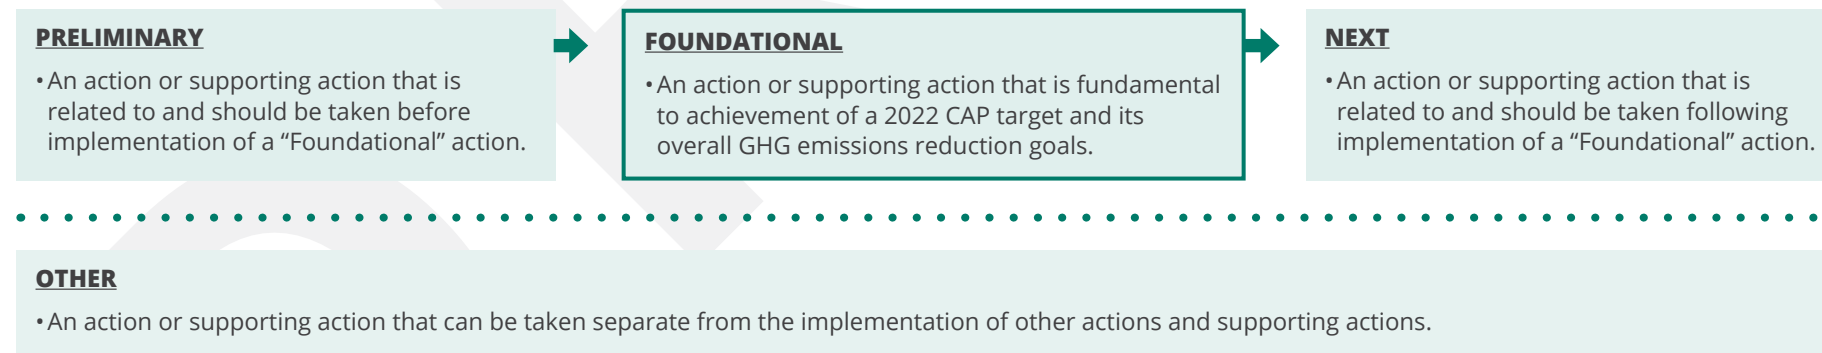 PRELIMINARY
•An action or supporting action that is
related to and should be taken before
implementation of a “Foundational” action.
FOUNDATIONAL
•An action or supporting action that is fundamental
to achievement of a 2022 CAP target and its
overall GHG emissions reduction goals.
NEXT
•An action or supporting action that is
related to and should be taken following
implementation of a “Foundational” action.
OTHER
•An action or supporting action that can be taken separate from the implementation of other actions and supporting actions.